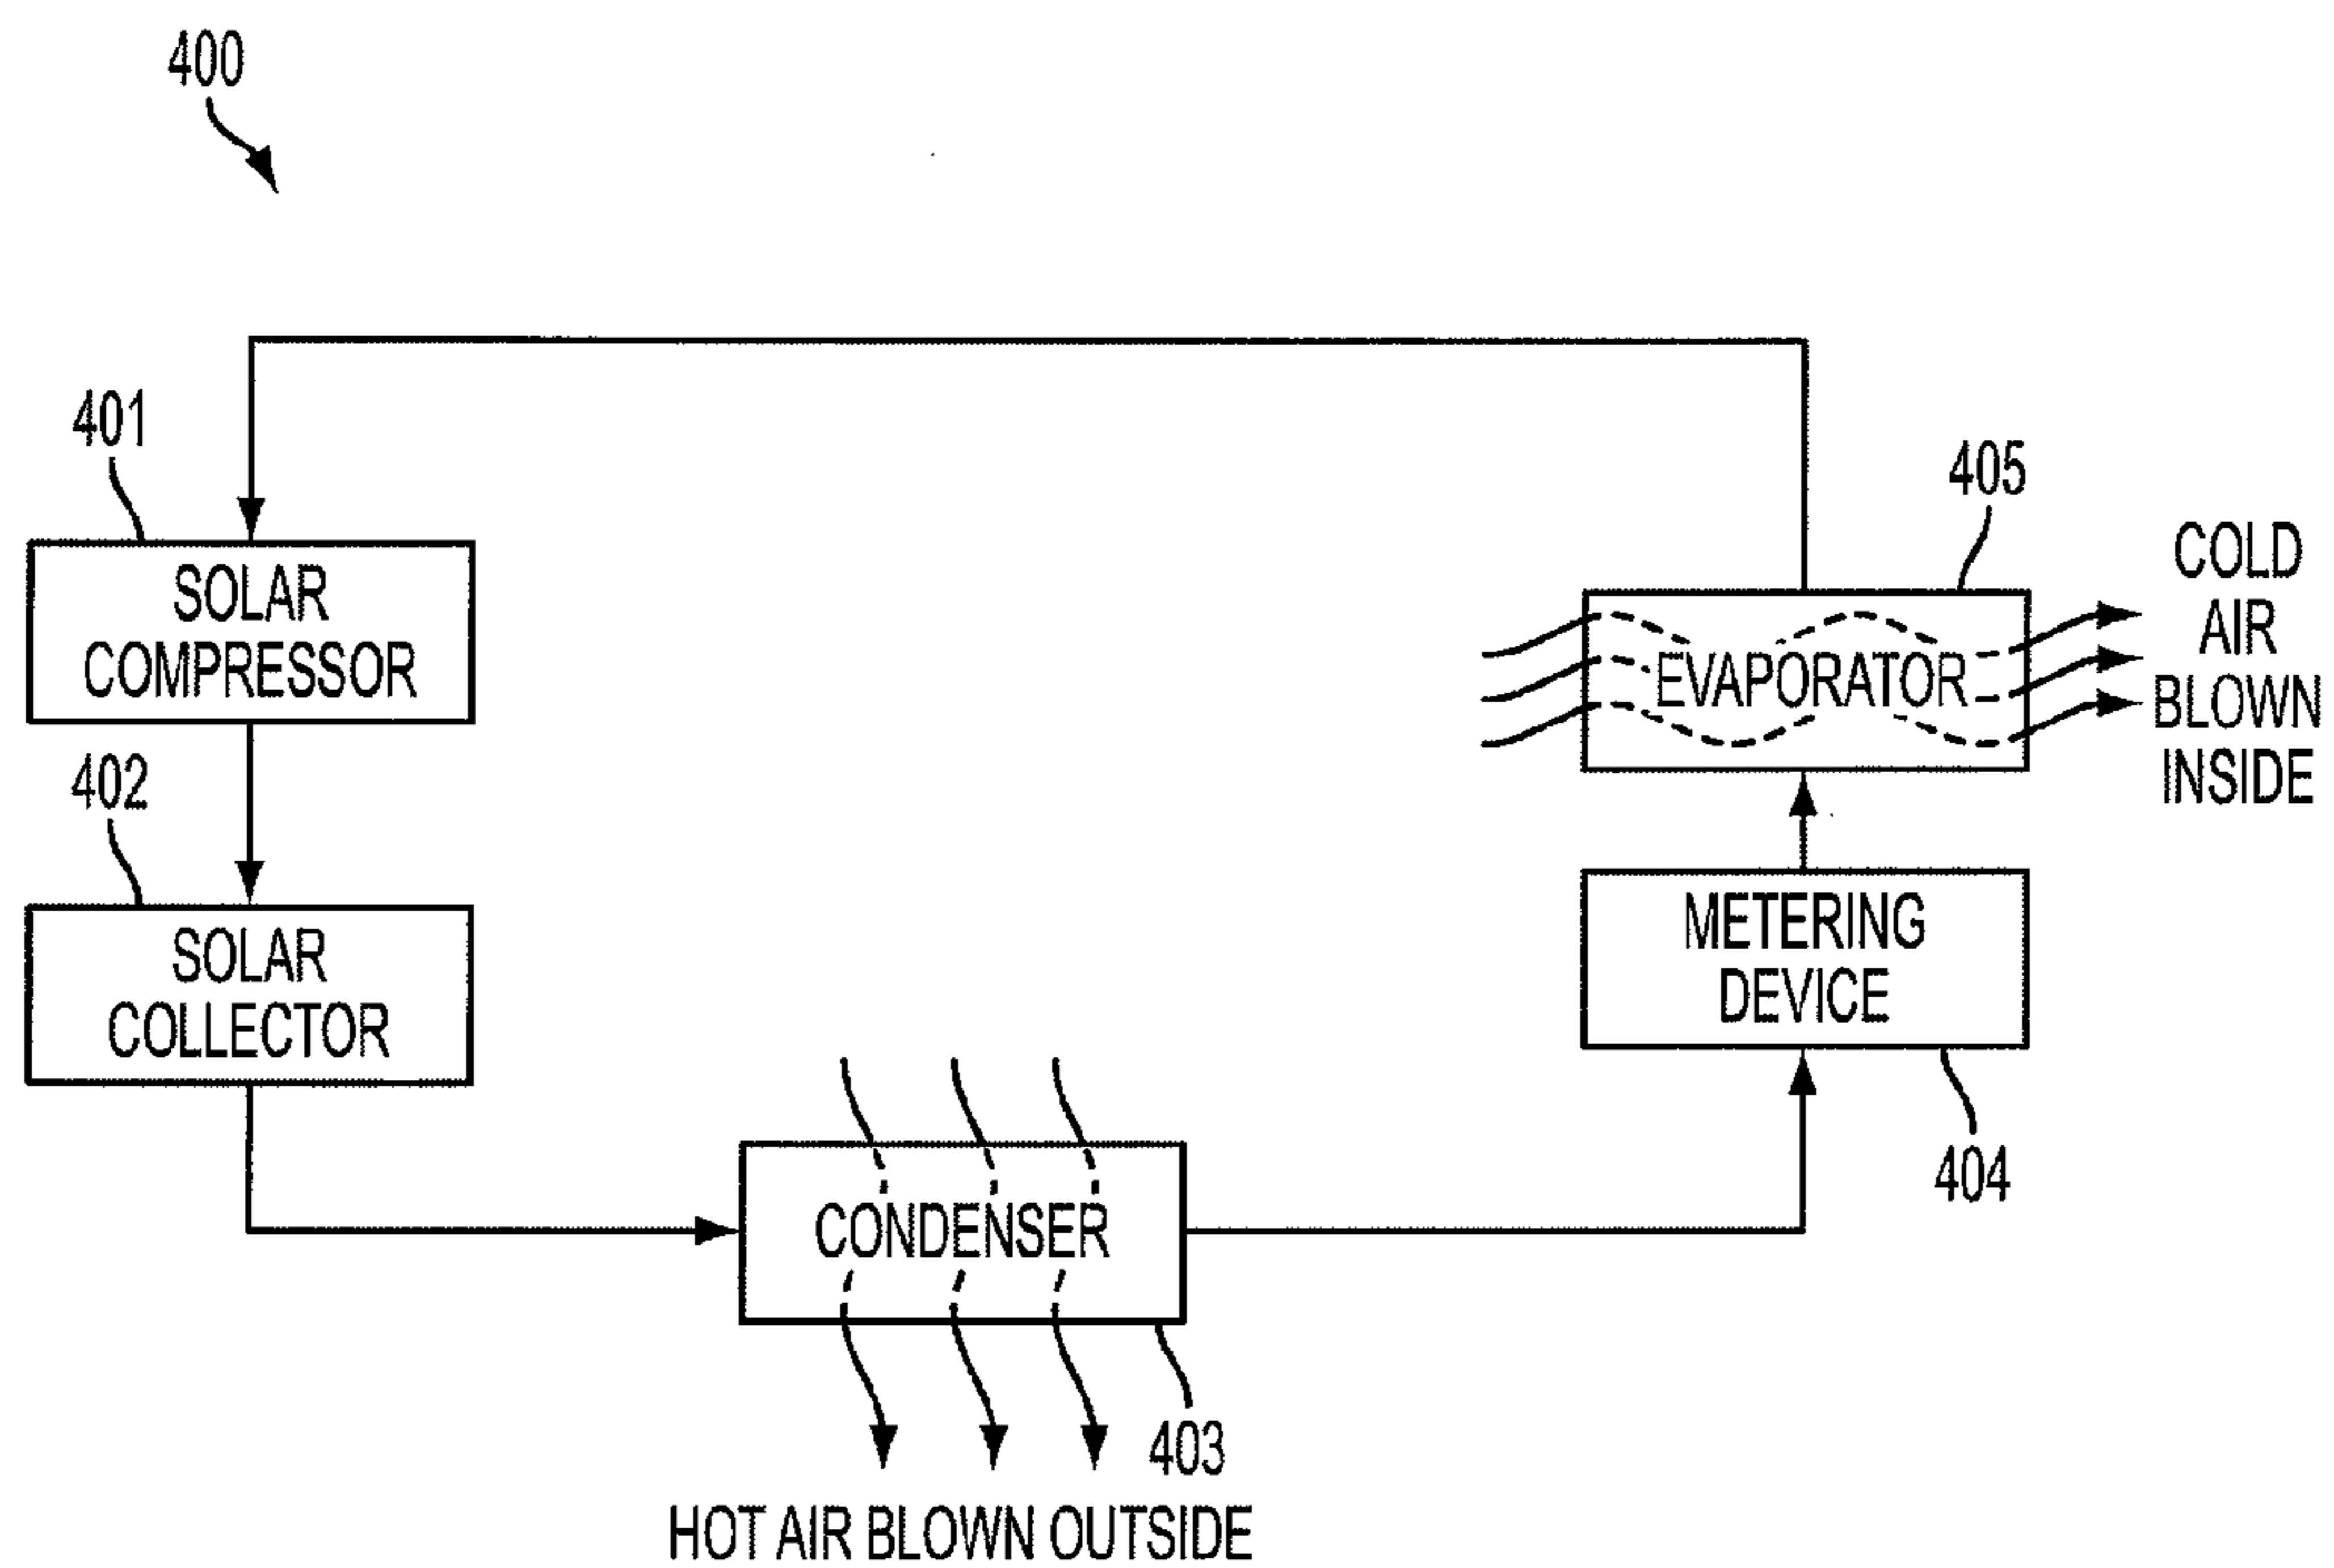 400
401
SOLAR
COMPRESSOR
402
SOLAR
COLLECTOR
CONDENSER
403
HOT AIR BLOWN OUTSIDE
405
EVAPORATOR
COLD
AIR
BLOWN
INSIDE
METERING
DEVICE
404